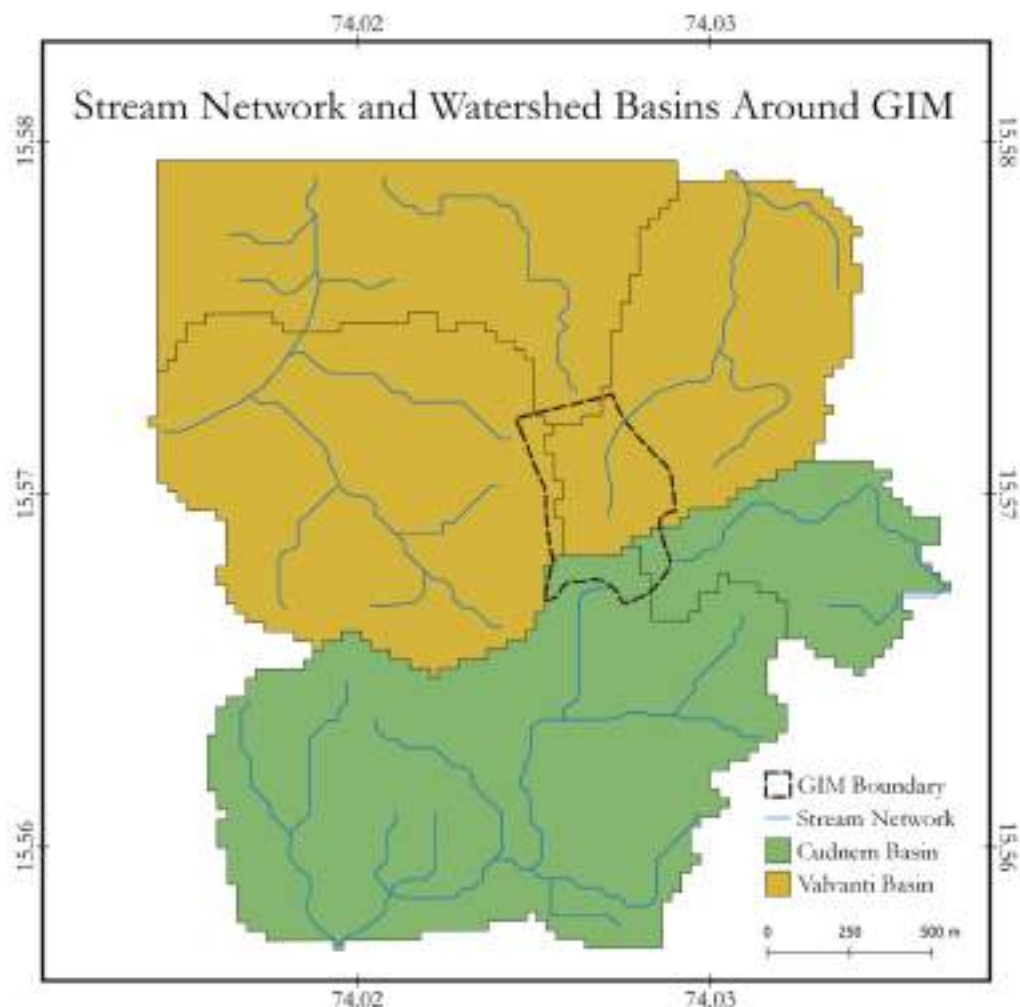 74.02 74.03
Stream Network and Watershed Basins Around GIM
15.58 15.58
15.57 15.57
15.56 15.56
GIM Boundary
Stream Network
Cudnem Basin
Valvanti Basin
0 250 500 m
74.02 74.03